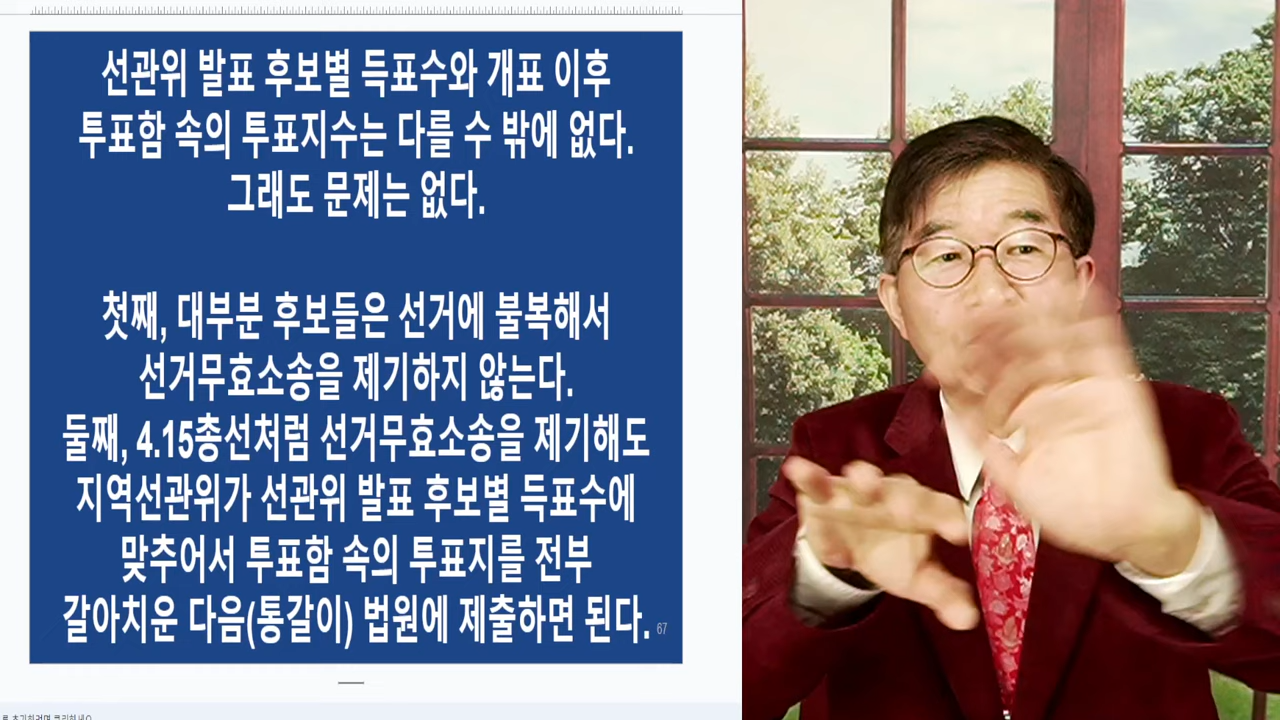 선관위 발표 후보별 득표수와 개표 이후
투표함 속의 투표지수는 다를 수 밖에 없다.
그래도 문제는 없다.
첫째, 대부분 후보들은 선거에 불복해서
선거무효소송을 제기하지 않는다.
둘째, 4.15총선처럼 선거무효소송을 제기해도
지역선관위가 선관위 발표 후보별 득표수에
맞추어서 투표함 속의 투표지를 전부
갈아치운 다음(통갈이) 법원에 제출하면 된다.
67